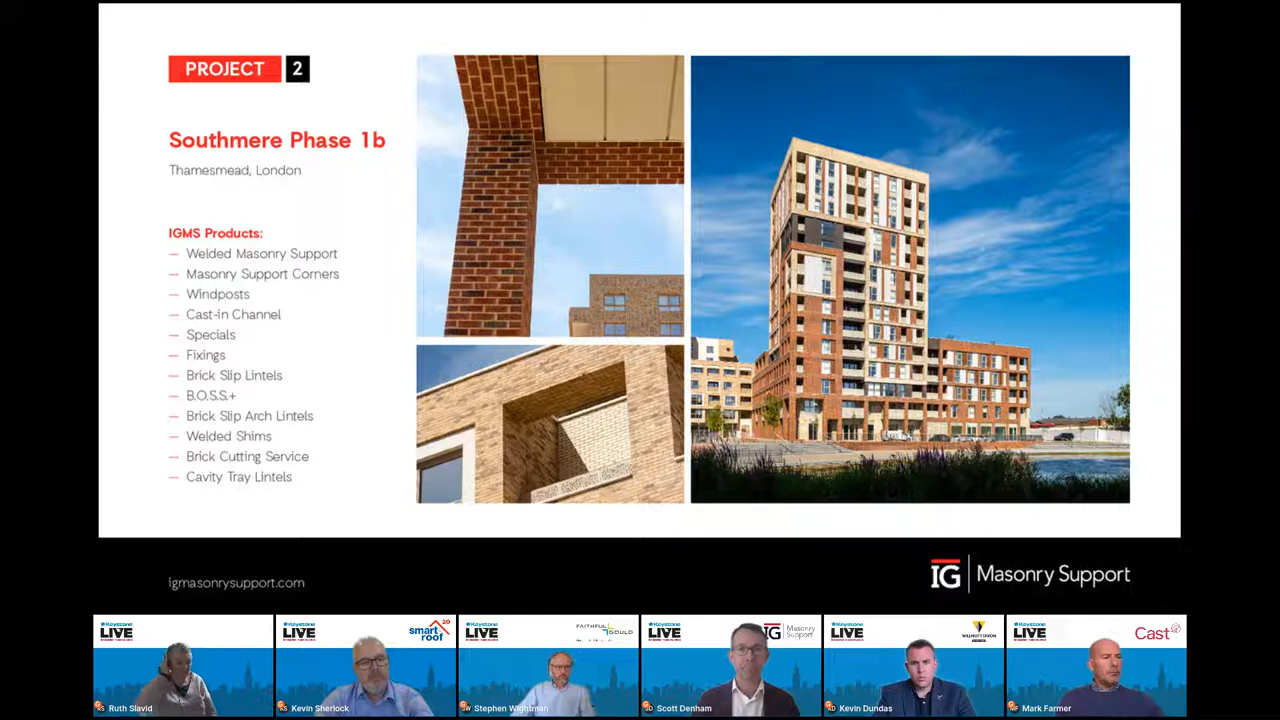 PROJECT 2
Southmere Phase 1b
Thamesmead, London
IGMS Products:
— Welded Masonry Support
— Masonry Support Corners
— Windposts
— Cast-in Channel
— Specials
— Fixings
— Brick Slip Lintels
— B.O.S.S.+
— Brick Slip Arch Lintels
— Welded Shims
— Brick Cutting Service
— Cavity Tray Lintels
igmasonrysupport.com
IG Masonry Support
Keystone LIVE
Keystone LIVE
smart roof 20
Keystone LIVE
FAITHFUL GOULD
Keystone LIVE
IG Masonry Support
Keystone LIVE
WILLMOTT DIXON
Keystone LIVE
Cast
Ruth Slavid
Kevin Sherlock
Stephen Wightman
Scott Denham
Kevin Dundas
Mark Farmer